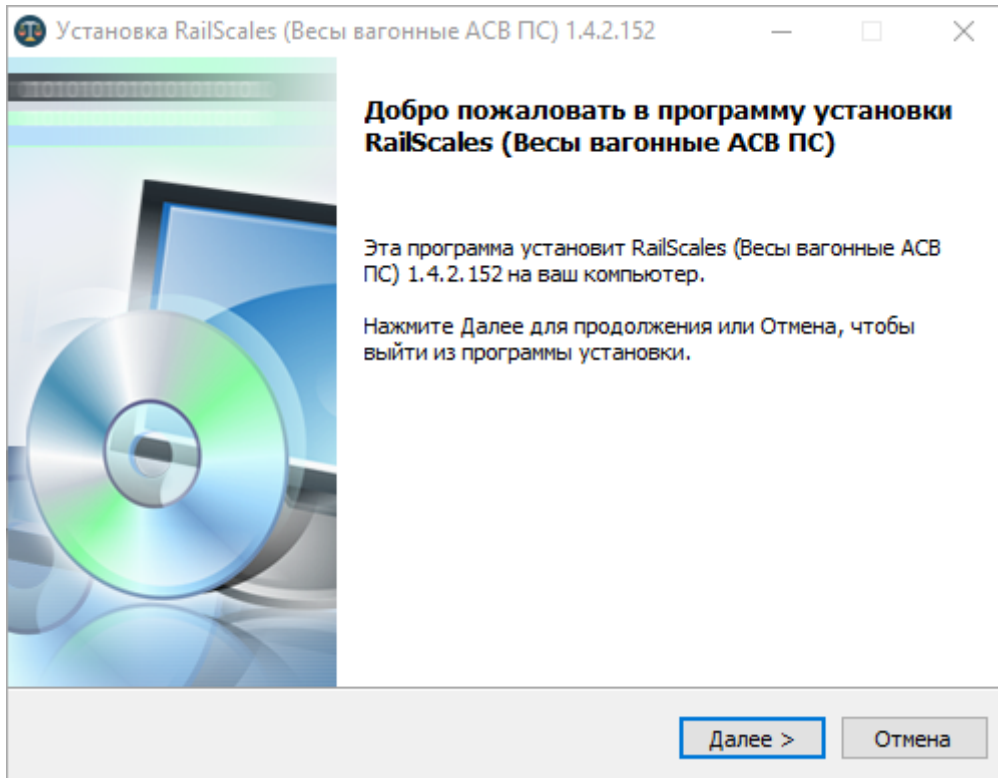 Установка RailScales (Весы вагонные АСВ ПС) 1.4.2.152
Добро пожаловать в программу установки
RailScales (Весы вагонные АСВ ПС)
Эта программа установит RailScales (Весы вагонные АСВ
ПС) 1.4.2.152 на ваш компьютер.
Нажмите Далее для продолжения или Отмена, чтобы
выйти из программы установки.
Далее >
Отмена